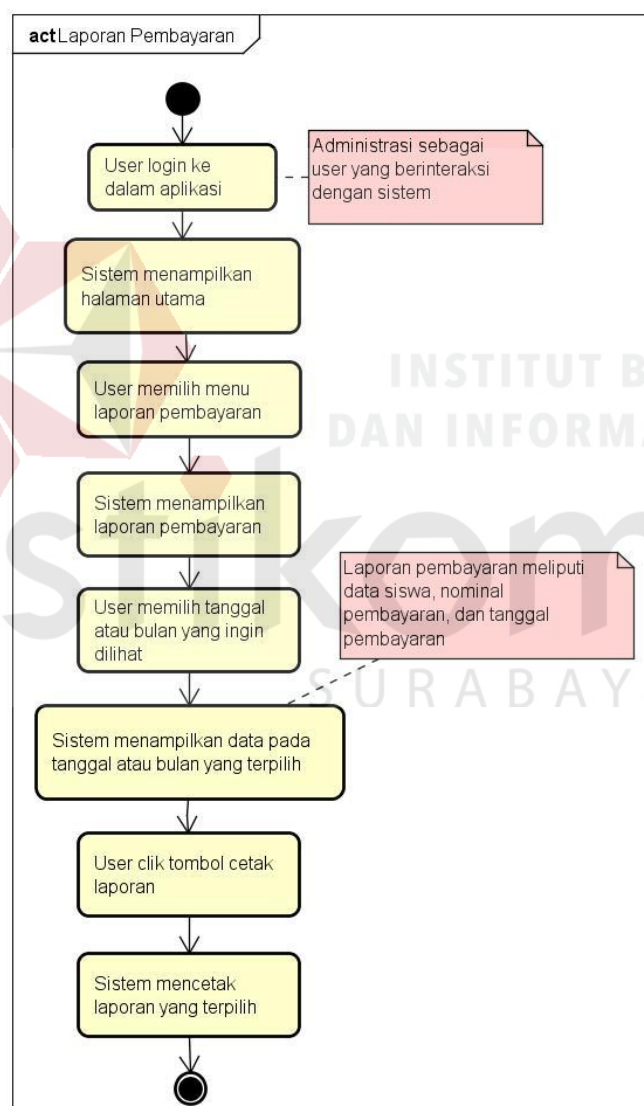 act Laporan Pembayaran
User login ke
dalam aplikasi
Administrasi sebagai
user yang berinteraksi
dengan sistem
Sistem menampilkan
halaman utama
INSTITUT B
DAN INFORMA
User memilih menu
laporan pembayaran
Sistem menampilkan
laporan pembayaran
stikom
User memilih tanggal
atau bulan yang ingin
dilihat
Laporan pembayaran meliputi
data siswa, nominal
pembayaran, dan tanggal
pembayaran
SURABAY
Sistem menampilkan data pada
tanggal atau bulan yang terpilih
User clik tombol cetak
laporan
Sistem mencetak
laporan yang terpilih